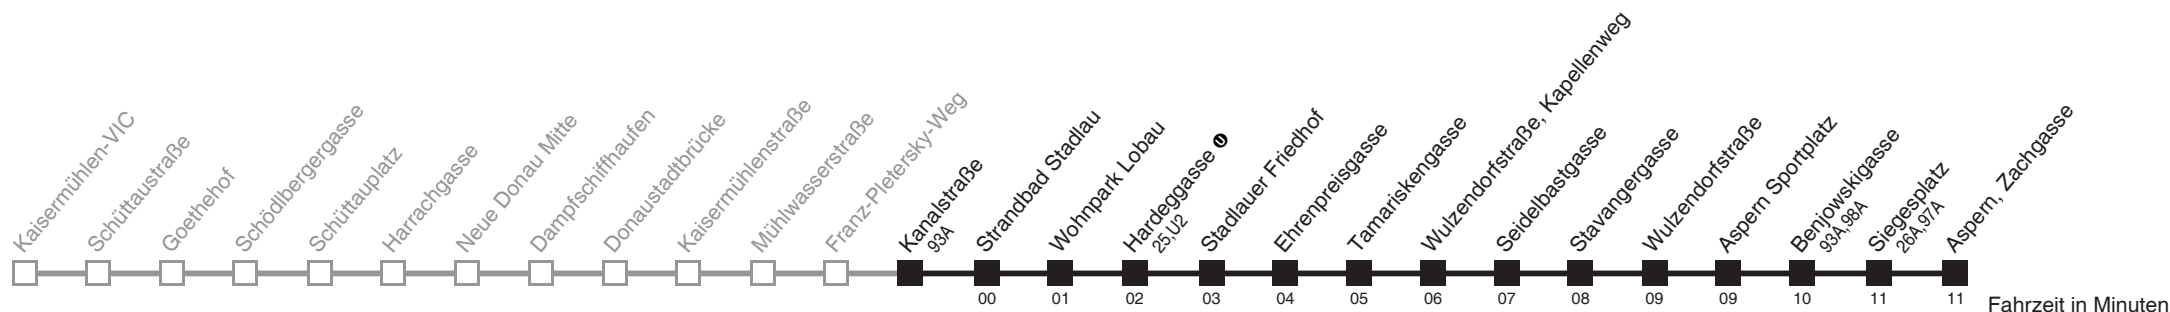 Kaisermühlen-VIC
Schüttaustraße
Goethehof
Schödlbergergasse
Schüttauplatz
Harrachgasse
Neue Donau Mitte
Dampfschiffhaufen
Donaustadtbrücke
Kaisermühlenstraße
Mühlwasserstraße
Franz-Pletersky-Weg
Kanalstraße
93A
Strandbad Stadlau
Wohnpark Lobau
Hardeggasse U
25,U2
Stadlauer Friedhof
Ehrenpreisgasse
Tamariskengasse
Wulzendorfstraße, Kapellenweg
Seidelbastgasse
Stavangergasse
Wulzendorfstraße
Aspern Sportplatz
Benjowskigasse
93A,98A
Siegesplatz
26A,97A
Aspern, Zachgasse
00 01 02 03 04 05 06 07 08 09 09 10 11 11
Fahrzeit in Minuten